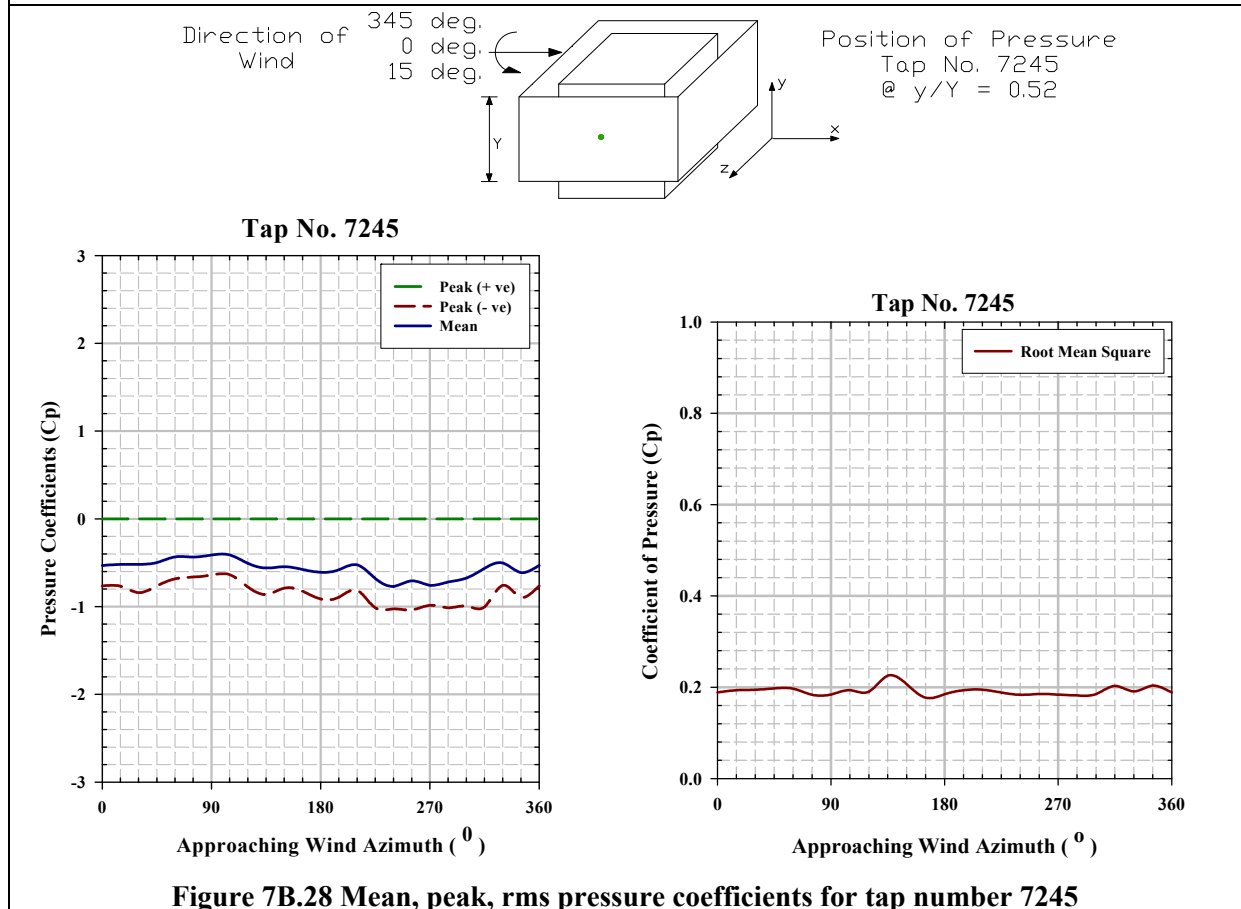 Direction of
Wind
345 deg.
0 deg.
15 deg.
Position of Pressure
Tap No. 7245
@ y/Y = 0.52
Y
y
x
z
Tap No. 7245
Peak (+ ve)
Peak (- ve)
Mean
3
2
1
0
-1
-2
-3
0
90
180
270
360
Pressure Coefficients (Cp)
Approaching Wind Azimuth ( 0 )
Tap No. 7245
Root Mean Square
1.0
0.8
0.6
0.4
0.2
0.0
0
90
180
270
360
Coefficient of Pressure (Cp)
Approaching Wind Azimuth ( o )
Figure 7B.28 Mean, peak, rms pressure coefficients for tap number 7245